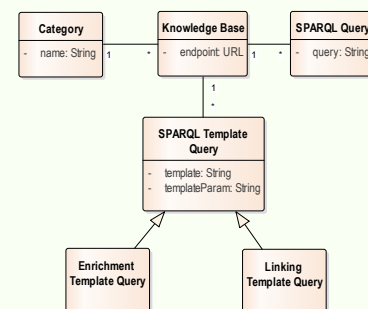 Category
- name: String
1
*
Knowledge Base
- endpoint: URL
1
*
SPARQL Query
- query: String
1
*
SPARQL Template
Query
- template: String
- templateParam: String
Enrichment
Template Query
Linking
Template Query